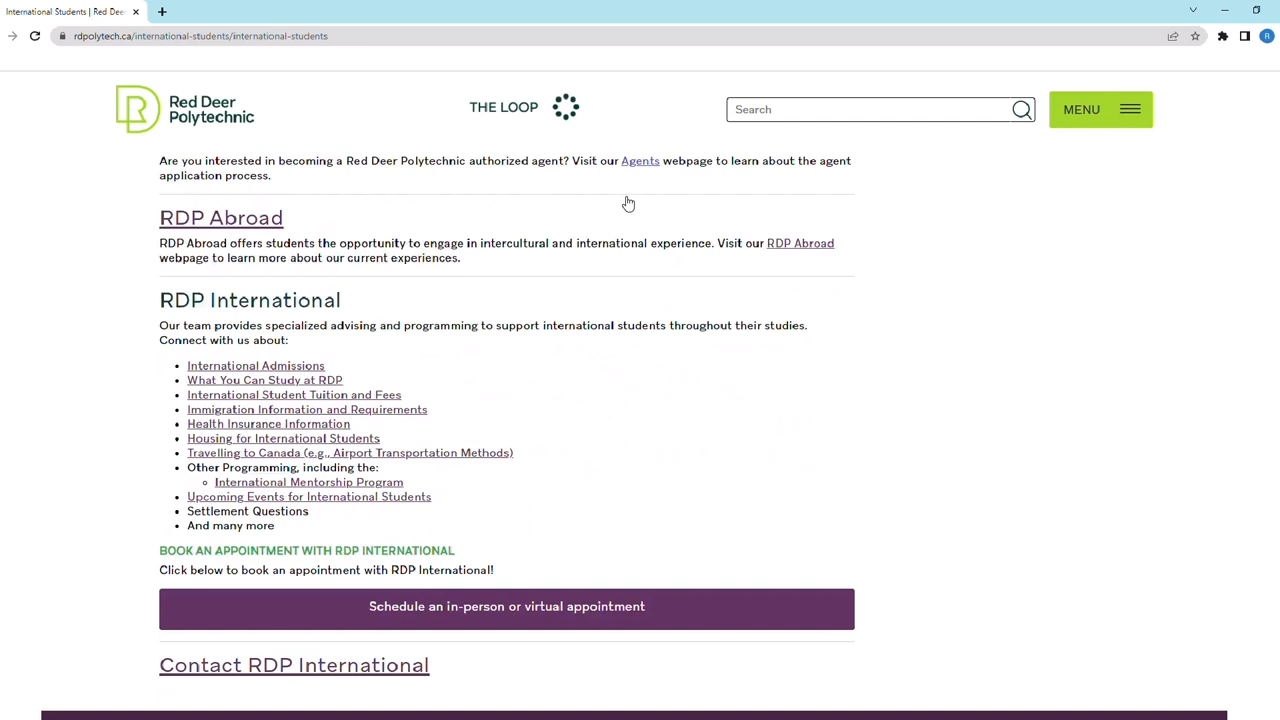 International Students | Red Dee
rdpolytech.ca/international-students/international-students
R
Red Deer
Polytechnic
THE LOOP
Search
MENU
Are you interested in becoming a Red Deer Polytechnic authorized agent? Visit our Agents webpage to learn about the agent
application process.
RDP Abroad
RDP Abroad offers students the opportunity to engage in intercultural and international experience. Visit our RDP Abroad
webpage to learn more about our current experiences.
RDP International
Our team provides specialized advising and programming to support international students throughout their studies.
Connect with us about:
International Admissions
What You Can Study at RDP
International Student Tuition and Fees
Immigration Information and Requirements
Health Insurance Information
Housing for International Students
Travelling to Canada (e.g., Airport Transportation Methods)
Other Programming, including the:
International Mentorship Program
Upcoming Events for International Students
Settlement Questions
And many more
BOOK AN APPOINTMENT WITH RDP INTERNATIONAL
Click below to book an appointment with RDP International!
Schedule an in-person or virtual appointment
Contact RDP International